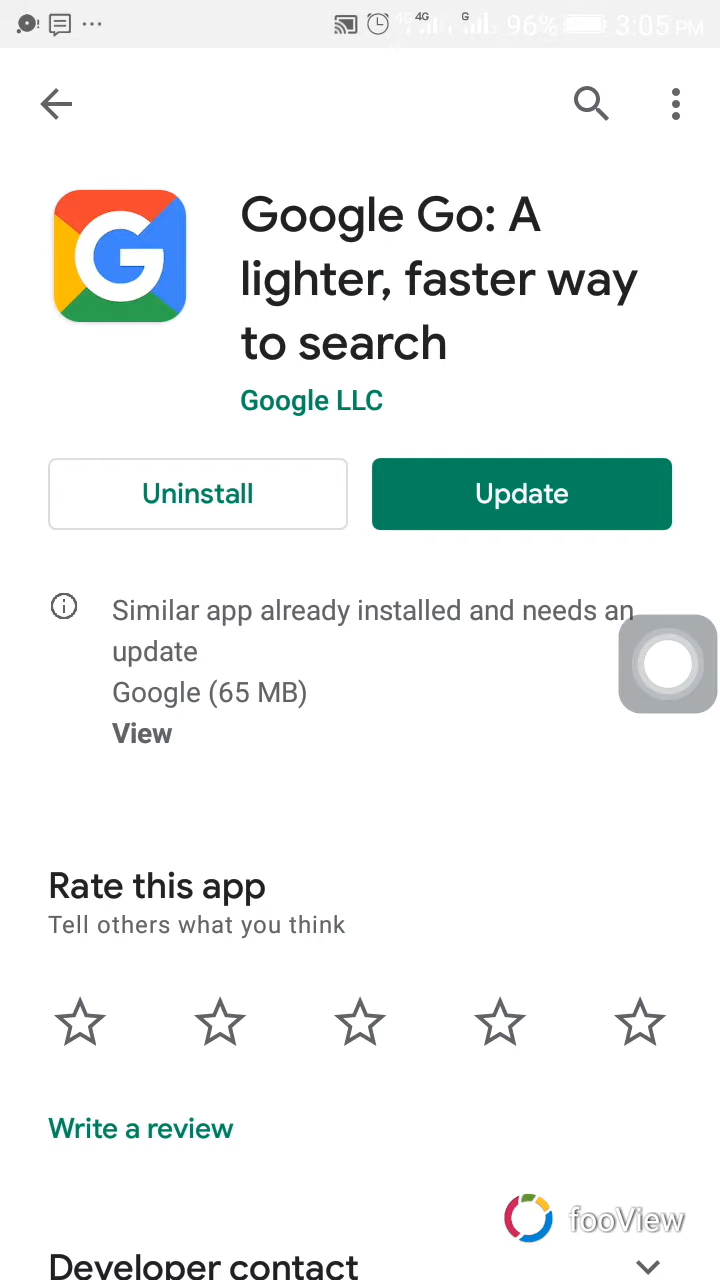 4G 4G G 96% 3:05 PM
Google Go: A
lighter, faster way
to search
Google LLC
Uninstall Update
Similar app already installed and needs an
update
Google (65 MB)
View
Rate this app
Tell others what you think
Write a review
fooView
Developer contact